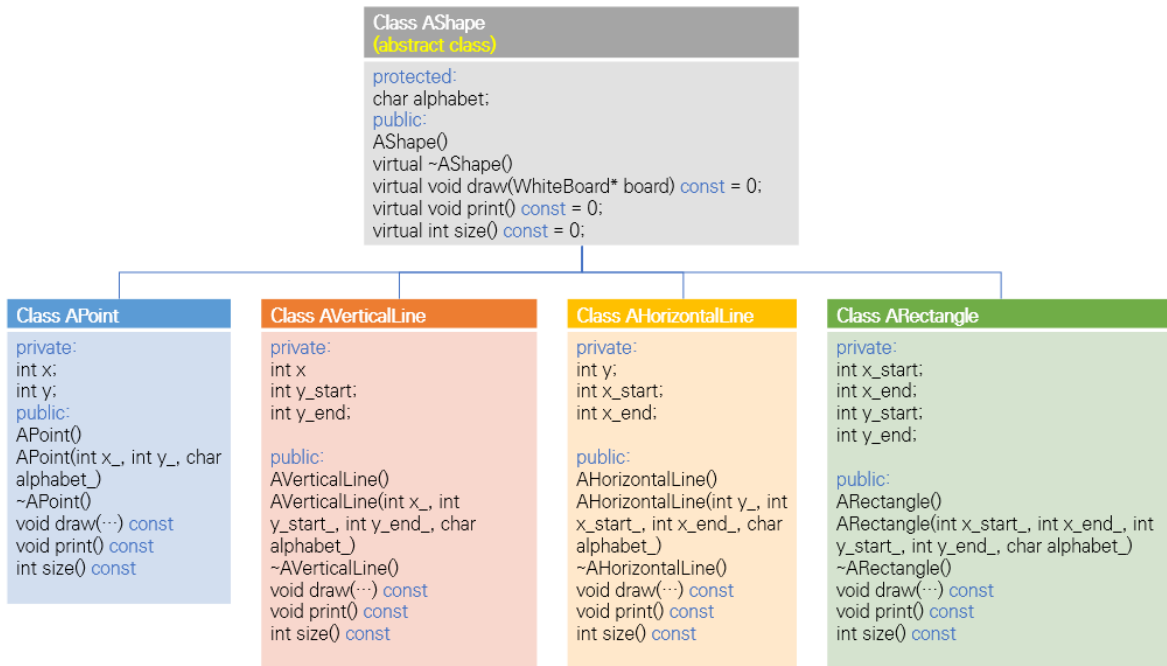 Class AShape
(abstract class)
protected:
char alphabet;
public:
AShape()
virtual ~AShape()
virtual void draw(WhiteBoard* board) const = 0;
virtual void print() const = 0;
virtual int size() const = 0;
Class APoint
private:
int x;
int y;
public:
APoint()
APoint(int x_, int y_, char
alphabet_)
~APoint()
void draw(…) const
void print() const
int size() const
Class AVerticalLine
private:
int x
int y_start;
int y_end;
public:
AVerticalLine()
AVerticalLine(int x_, int
y_start_, int y_end_, char
alphabet_)
~AVerticalLine()
void draw(…) const
void print() const
int size() const
Class AHorizontalLine
private:
int y;
int x_start;
int x_end;
public:
AHorizontalLine()
AHorizontalLine(int y_, int
x_start_, int x_end_, char
alphabet_)
~AHorizontalLine()
void draw(…) const
void print() const
int size() const
Class ARectangle
private:
int x_start;
int x_end;
int y_start;
int y_end;
public:
ARectangle()
ARectangle(int x_start_, int x_end_, int
y_start_, int y_end_, char alphabet_)
~ARectangle()
void draw(…) const
void print() const
int size() const